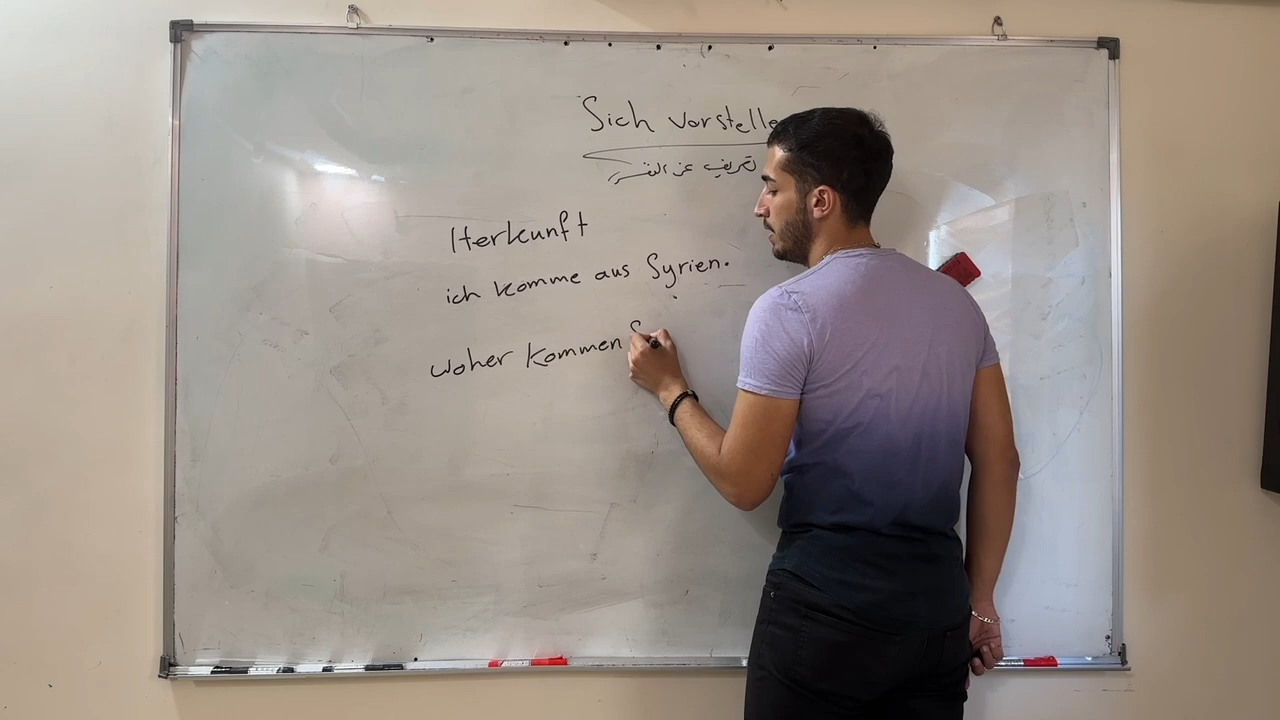 Sich vorstelle
تعريف عن النفس
Herkunft
ich komme aus Syrien.
woher kommen S